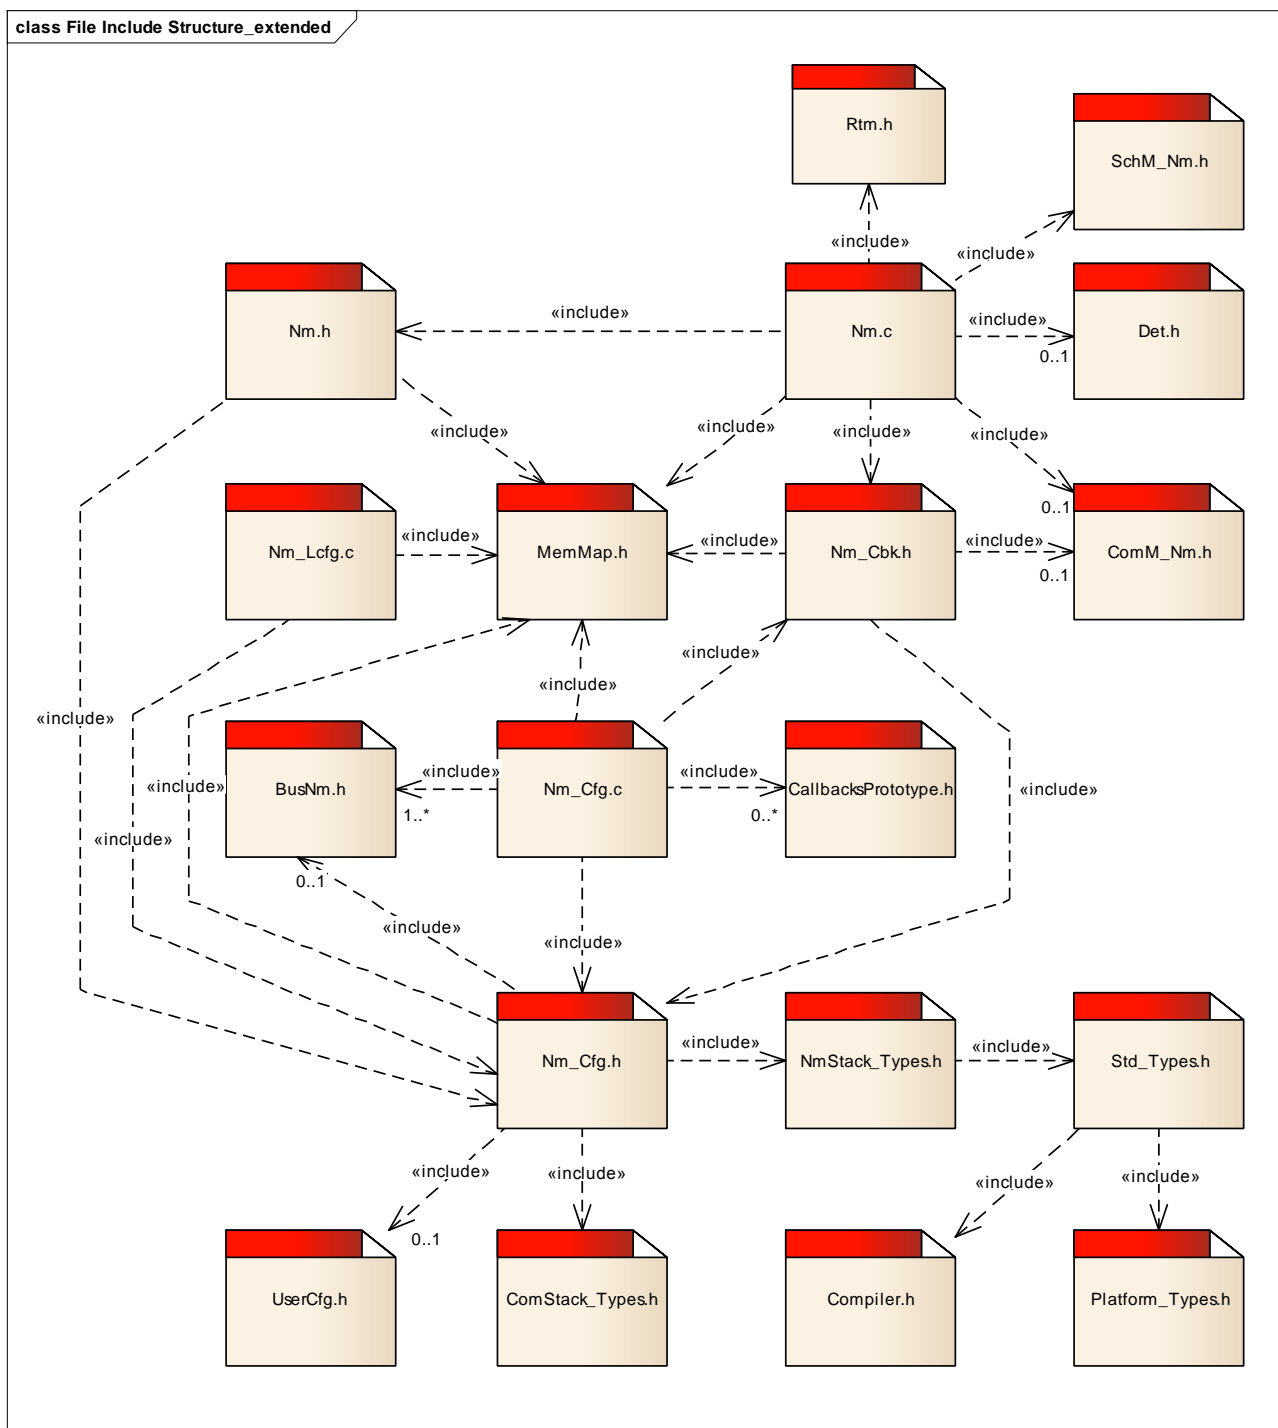 class File Include Structure_extended
Rtm.h
SchM_Nm.h
«include»
«include»
Nm.h
«include»
Nm.c
«include»
0..1
Det.h
«include»
«include»
«include»
«include»
0..1
Nm_Lcfg.c
«include»
MemMap.h
«include»
Nm_Cbk.h
«include»
0..1
ComM_Nm.h
«include»
«include»
«include»
BusNm.h
«include»
1..*
Nm_Cfg.c
«include»
0..*
CallbacksPrototype.h
«include»
«include»
«include»
0..1
«include»
«include»
Nm_Cfg.h
«include»
NmStack_Types.h
«include»
Std_Types.h
«include»
«include»
«include»
«include»
0..1
UserCfg.h
ComStack_Types.h
Compiler.h
Platform_Types.h